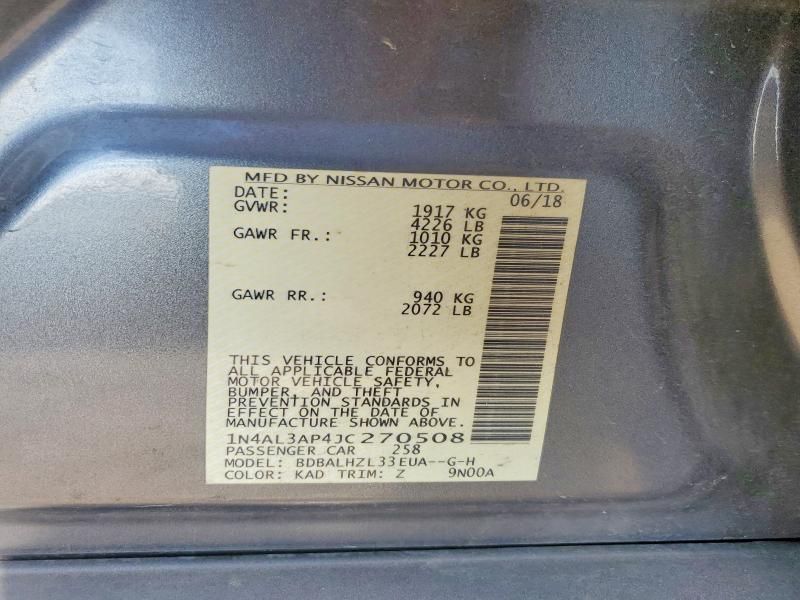 MFD BY NISSAN MOTOR CO., LTD.
DATE: 06/18
GVWR: 1917 KG
4226 LB
GAWR FR.: 1010 KG
2227 LB
GAWR RR.: 940 KG
2072 LB
THIS VEHICLE CONFORMS TO
ALL APPLICABLE FEDERAL
MOTOR VEHICLE SAFETY,
BUMPER, AND THEFT
PREVENTION STANDARDS IN
EFFECT ON THE DATE OF
MANUFACTURE SHOWN ABOVE.
1N4AL3AP4JC270508
PASSENGER CAR 258
MODEL: BDBALHZL33EUA--G-H
COLOR: KAD TRIM: Z 9N00A